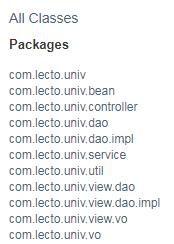 All Classes
Packages
com.lecto.univ
com.lecto.univ.bean
com.lecto.univ.controller
com.lecto.univ.dao
com.lecto.univ.dao.impl
com.lecto.univ.service
com.lecto.univ.util
com.lecto.univ.view.dao
com.lecto.univ.view.dao.impl
com.lecto.univ.view.vo
com.lecto.univ.vo